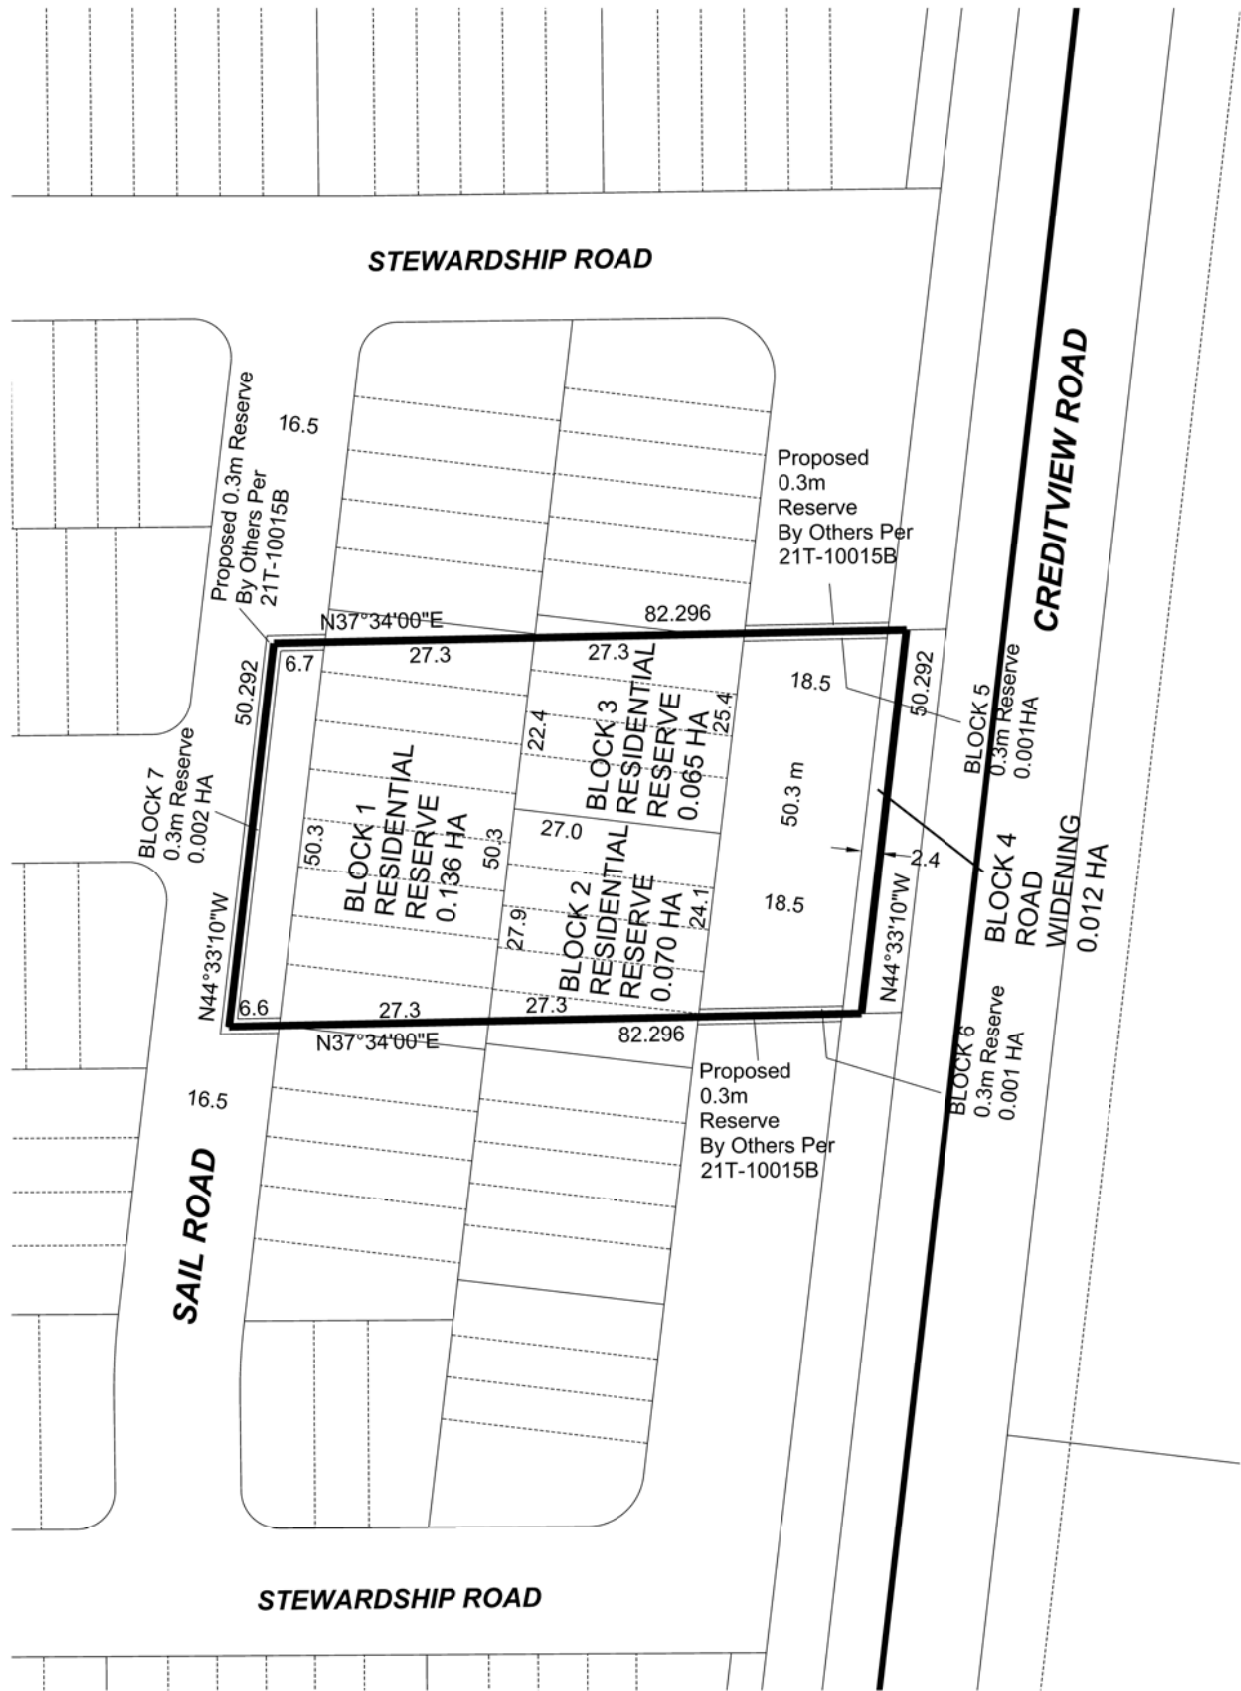 STEWARDSHIP ROAD
CREDITVIEW ROAD
16.5
Proposed 0.3m Reserve
By Others Per
21T-10015B
Proposed
0.3m
Reserve
By Others Per
21T-10015B
N37°34'00"E
82.296
50.292
6.7
27.3
27.3
18.5
50.292
BLOCK 5
0.3m Reserve
0.001HA
22.4
25.4
BLOCK 3
RESIDENTIAL
RESERVE
0.065 HA
BLOCK 7
0.3m Reserve
0.002 HA
BLOCK 1
RESIDENTIAL
RESERVE
0.136 HA
50.3
50.3
27.0
50.3 m
2.4
BLOCK 4
ROAD
WIDENING
0.012 HA
BLOCK 2
RESIDENTIAL
RESERVE
0.070 HA
27.9
24.1
18.5
N44°33'10"W
N44°33'10"W
6.6
27.3
27.3
N37°34'00"E
82.296
BLOCK 6
0.3m Reserve
0.001 HA
Proposed
0.3m
Reserve
By Others Per
21T-10015B
16.5
SAIL ROAD
STEWARDSHIP ROAD